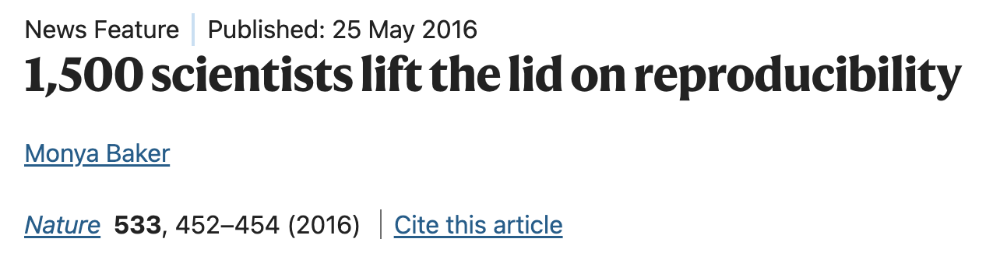 News Feature | Published: 25 May 2016
1,500 scientists lift the lid on reproducibility
Monya Baker
Nature 533, 452–454 (2016) | Cite this article